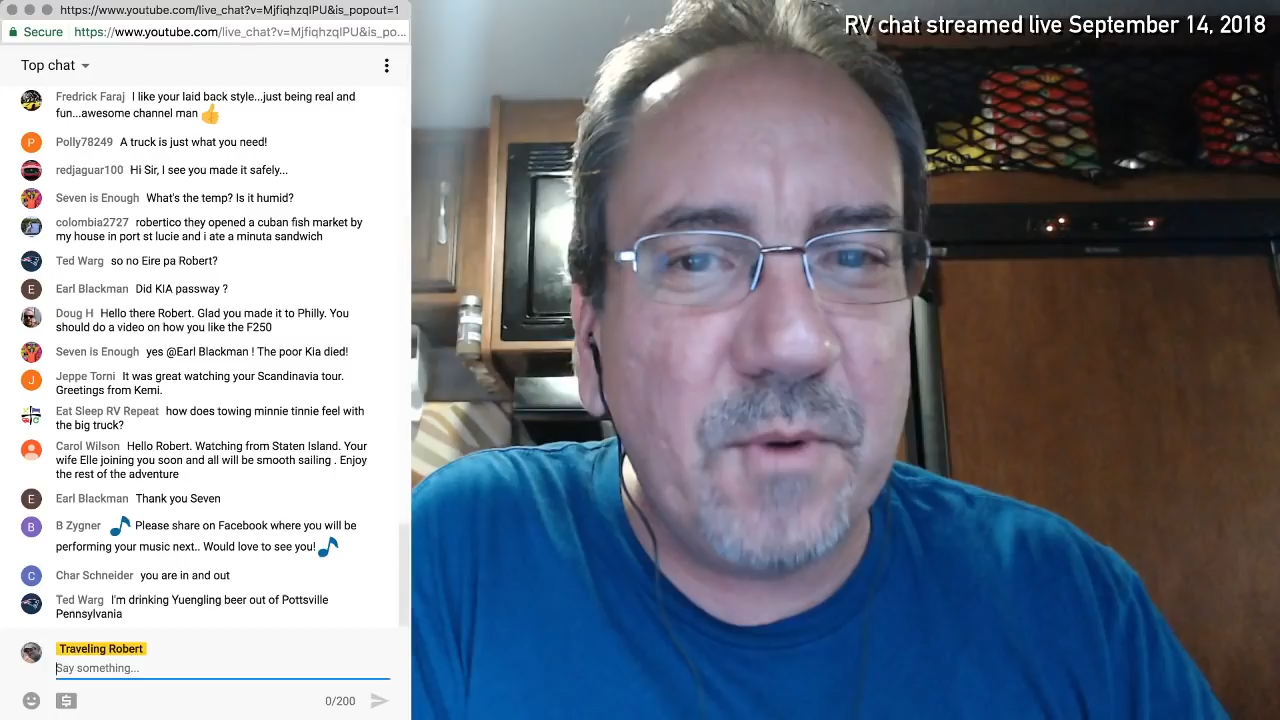 https://www.youtube.com/live_chat?v=MjfiqhzqIPU&is_popout=1
Secure https://www.youtube.com/live_chat?v=MjfiqhzqIPU&is_po...
RV chat streamed live September 14, 2018
Top chat
Fredrick Faraj I like your laid back style...just being real and
fun...awesome channel man 👍
P Polly78249 A truck is just what you need!
redjaguar100 Hi Sir, I see you made it safely...
Seven is Enough What's the temp? Is it humid?
colombia2727 robertico they opened a cuban fish market by
my house in port st lucie and i ate a minuta sandwich
Ted Warg so no Eire pa Robert?
E Earl Blackman Did KIA passway ?
Doug H Hello there Robert. Glad you made it to Philly. You
should do a video on how you like the F250
Seven is Enough yes @Earl Blackman ! The poor Kia died!
J Jeppe Torni It was great watching your Scandinavia tour.
Greetings from Kemi.
Eat Sleep RV Repeat how does towing minnie tinnie feel with
the big truck?
Carol Wilson Hello Robert. Watching from Staten Island. Your
wife Elle joining you soon and all will be smooth sailing . Enjoy
the rest of the adventure
E Earl Blackman Thank you Seven
B B Zygner 🎵 Please share on Facebook where you will be
performing your music next.. Would love to see you! 🎵
C Char Schneider you are in and out
Ted Warg I'm drinking Yuengling beer out of Pottsville
Pennsylvania
Traveling Robert
Say something...
$ 0/200